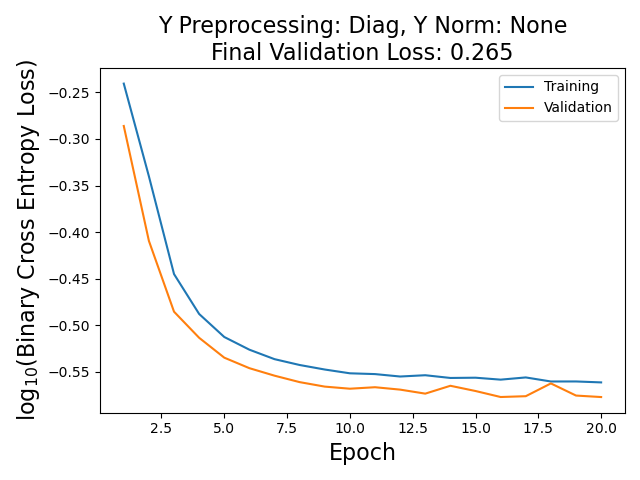 Y Preprocessing: Diag, Y Norm: None
Final Validation Loss: 0.265
log₁₀(Binary Cross Entropy Loss)
−0.25
−0.30
−0.35
−0.40
−0.45
−0.50
−0.55
Training
Validation
2.5 5.0 7.5 10.0 12.5 15.0 17.5 20.0
Epoch